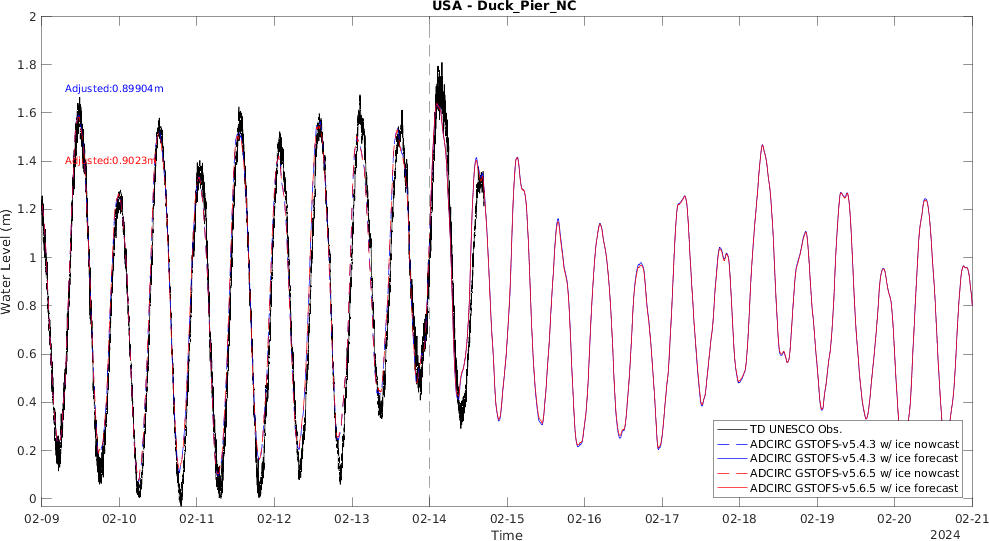 USA - Duck_Pier_NC
Water Level (m)
2
1.8
1.6
1.4
1.2
1
0.8
0.6
0.4
0.2
0
Adjusted:0.89904m
Adjusted:0.9023m
TD UNESCO Obs.
ADCIRC GSTOFS-v5.4.3 w/ ice nowcast
ADCIRC GSTOFS-v5.4.3 w/ ice forecast
ADCIRC GSTOFS-v5.6.5 w/ ice nowcast
ADCIRC GSTOFS-v5.6.5 w/ ice forecast
02-09 02-10 02-11 02-12 02-13 02-14 02-15 02-16 02-17 02-18 02-19 02-20 02-21
Time
2024